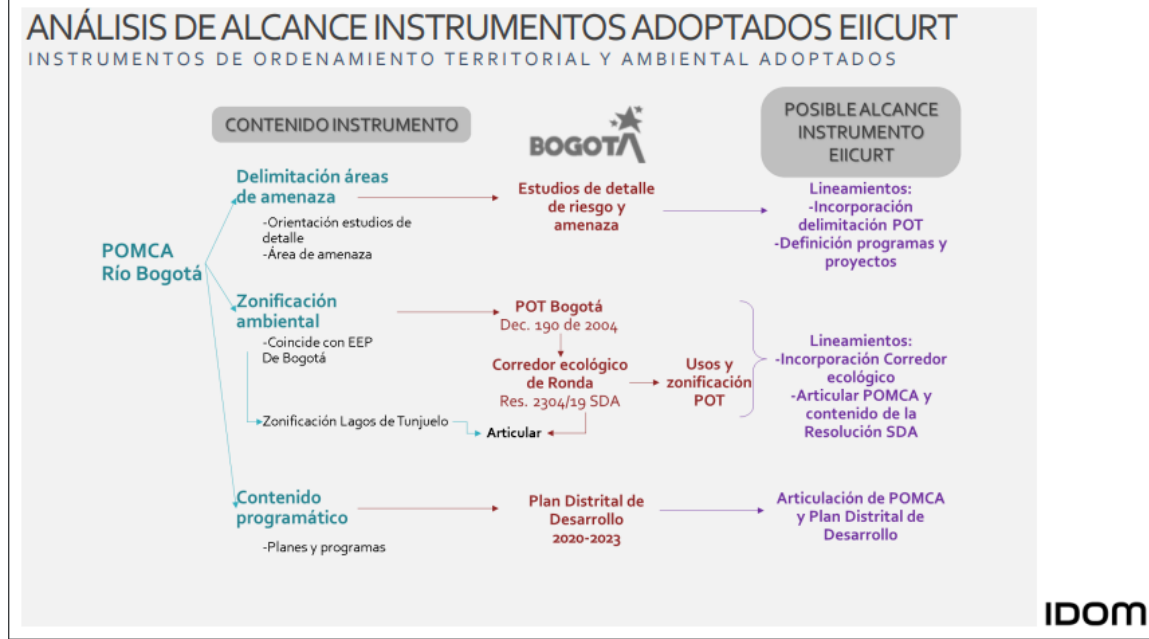 ANÁLISIS DE ALCANCE INSTRUMENTOS ADOPTADOS EIICURT
INSTRUMENTOS DE ORDENAMIENTO TERRITORIAL Y AMBIENTAL ADOPTADOS
CONTENIDO INSTRUMENTO
BOGOTÁ
POSIBLE ALCANCE
INSTRUMENTO
EIICURT
POMCA
Río Bogotá
Delimitación áreas
de amenaza
-Orientación estudios de
detalle
-Área de amenaza
Estudios de detalle
de riesgo y
amenaza
Lineamientos:
-Incorporación
delimitación POT
-Definición programas y
proyectos
Zonificación
ambiental
-Coincide con EEP
De Bogotá
Zonificación Lagos de Tunjuelo
POT Bogotá
Dec. 190 de 2004
Corredor ecológico
de Ronda
Res. 2304/19 SDA
Articular
Usos y
zonificación
POT
Lineamientos:
-Incorporación Corredor
ecológico
-Articular POMCA y
contenido de la
Resolución SDA
Contenido
programático
-Planes y programas
Plan Distrital de
Desarrollo
2020-2023
Articulación de POMCA
y Plan Distrital de
Desarrollo
IDOM